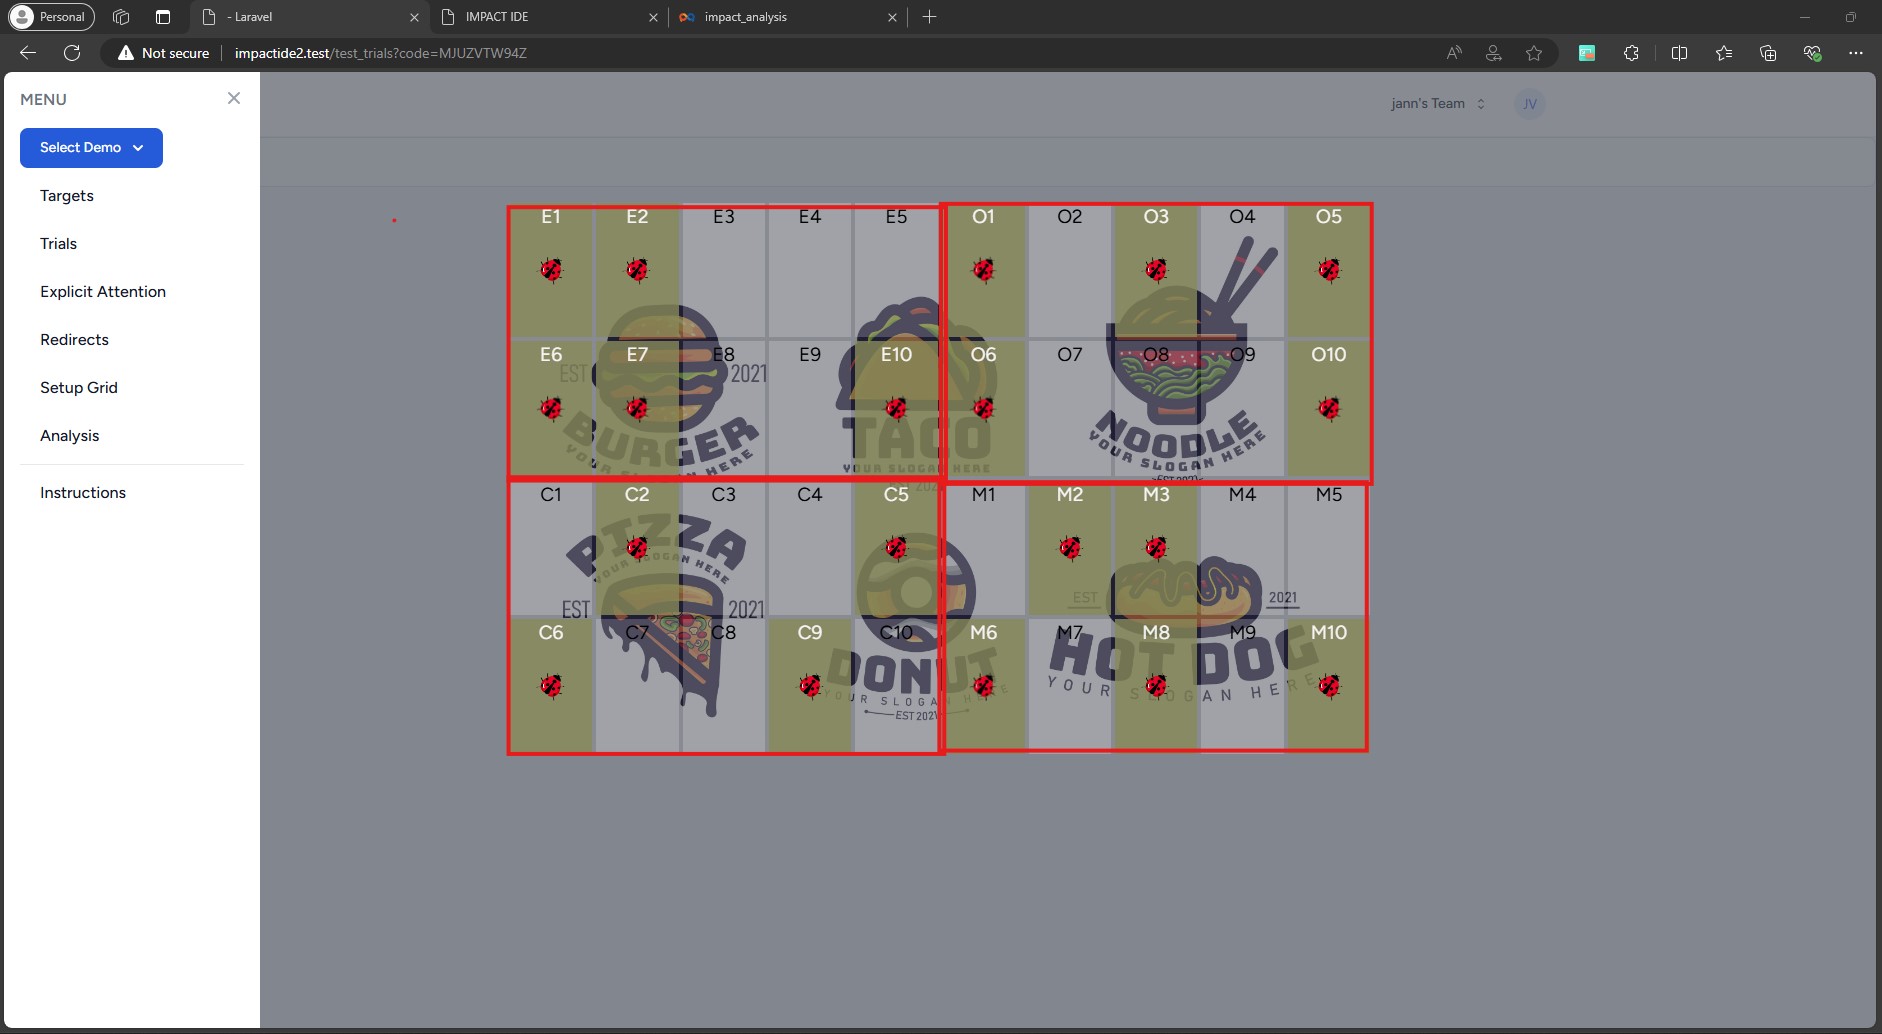 Personal
- Laravel
IMPACT IDE
impact_analysis
Not secure
impactide2.test/test_trials?code=MJUZVTW94Z
MENU
jann's Team
JV
Select Demo
Targets
Trials
Explicit Attention
Redirects
Setup Grid
Analysis
Instructions
E1 E2 E3 E4 E5 O1 O2 O3 O4 O5
E6 E7 E8 E9 E10 O6 O7 O8 O9 O10
EST 2021
BURGER
YOUR SLOGAN HERE
TACO
YOUR SLOGAN HERE
EST 2021
NOODLE
YOUR SLOGAN HERE
EST 2021
C1 C2 C3 C4 C5 M1 M2 M3 M4 M5
PIZZA
YOUR SLOGAN HERE
EST 2021
EST 2021
C6 C7 C8 C9 C10 M6 M7 M8 M9 M10
DONUT
YOUR SLOGAN HERE
EST 2021
HOT DOG
YOUR SLOGAN HERE